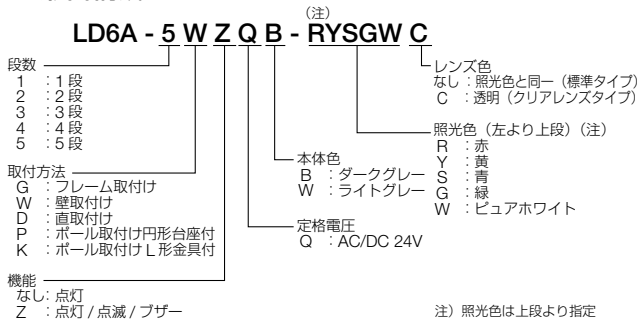 (注)
LD6A - 5 W Z Q B - RYSGW C
段数
1 : 1段
2 : 2段
3 : 3段
4 : 4段
5 : 5段
取付方法
G : フレーム取付け
W : 壁取付け
D : 直取付け
P : ポール取付け円形台座付
K : ポール取付けL形金具付
機能
なし : 点灯
Z : 点灯 / 点滅 / ブザー
定格電圧
Q : AC/DC 24V
本体色
B : ダークグレー
W : ライトグレー
照光色（左より上段）（注）
R : 赤
Y : 黄
S : 青
G : 緑
W : ピュアホワイト
レンズ色
なし : 照光色と同一（標準タイプ）
C : 透明（クリアレンズタイプ）
注）照光色は上段より指定